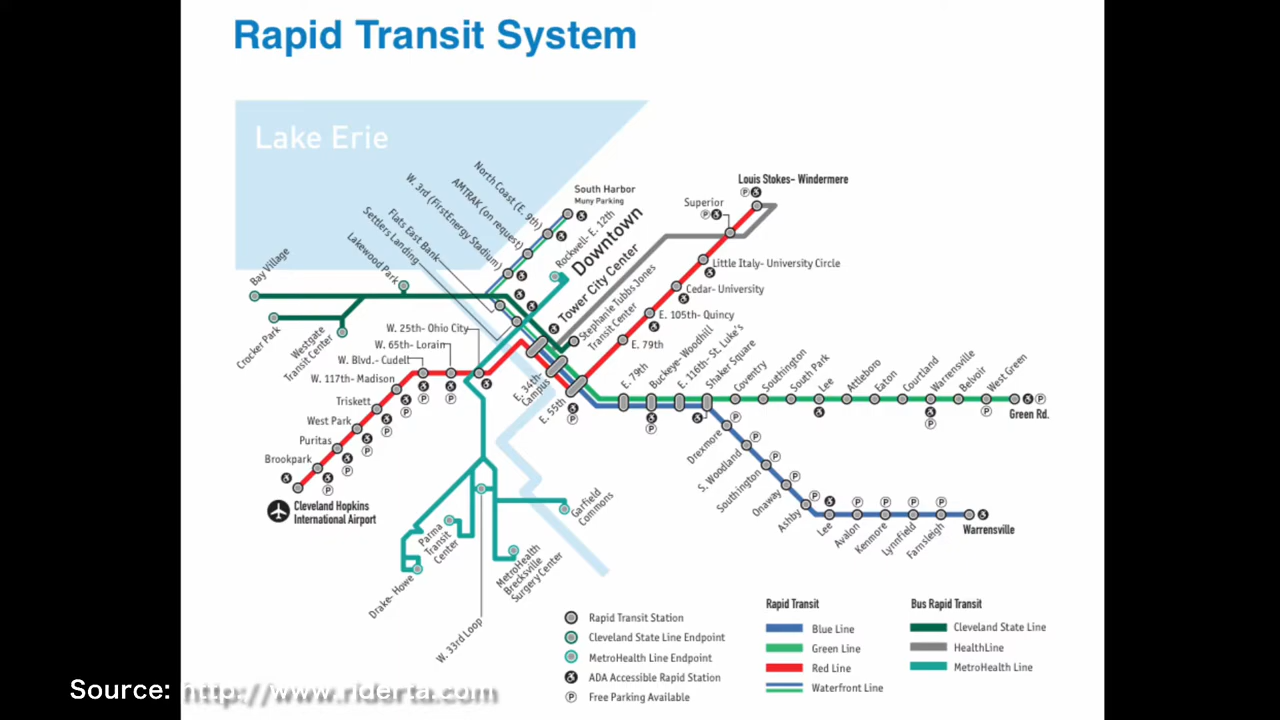 Rapid Transit System
Lake Erie
Louis Stokes- Windermere
North Coast (E. 9th)
South Harbor
Muny Parking
AMTRAK (on request)
W. 3rd (FirstEnergy Stadium)
Superior
Flats East Bank
Settlers Landing
Rockwell- E. 12th
Downtown
Lakewood Park
Bay Village
Tower City Center
Little Italy- University Circle
Stephanie Tubbs Jones
Transit Center
Cedar- University
E. 105th- Quincy
W. 25th- Ohio City
Crocker Park
Westgate
Transit Center
W. 65th- Lorain
E. 79th
W. Blvd.- Cudell
W. 117th- Madison
E. 34th-
Campus
E. 55th
E. 79th
Buckeye-Woodhill
E. 116th- St. Luke's
Shaker Square
Coventry
Southington
South Park
Lee
Attleboro
Eaton
Courtland
Warrensville
Belvoir
West Green
Green Rd.
Triskett
West Park
Puritas
Brookpark
Cleveland Hopkins
International Airport
Drexmore
S. Woodland
Southington
Onaway
Ashby
Lee
Avalon
Kenmore
Lynnfield
Farnsleigh
Warrensville
Garfield
Commons
Parma
Transit
Center
MetroHealth
Brecksville
Surgery Center
Drake- Howe
W. 33rd Loop
Rapid Transit Station
Cleveland State Line Endpoint
MetroHealth Line Endpoint
ADA Accessible Rapid Station
P Free Parking Available
Rapid Transit
Blue Line
Green Line
Red Line
Waterfront Line
Bus Rapid Transit
Cleveland State Line
HealthLine
MetroHealth Line
Source: http://www.riderta.com